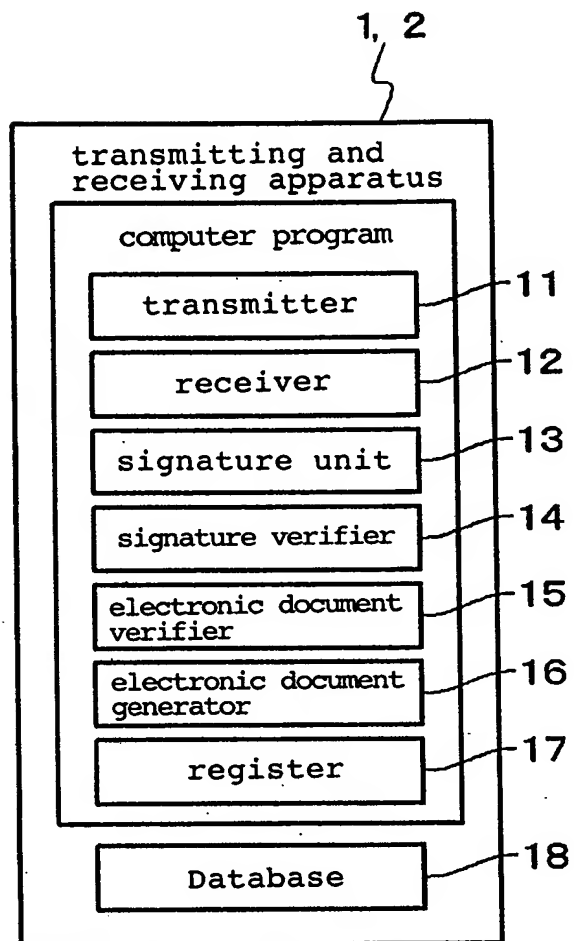 1, 2
transmitting and
receiving apparatus
computer program
transmitter
11
receiver
12
signature unit
13
signature verifier
14
electronic document
verifier
15
electronic document
generator
16
register
17
Database
18